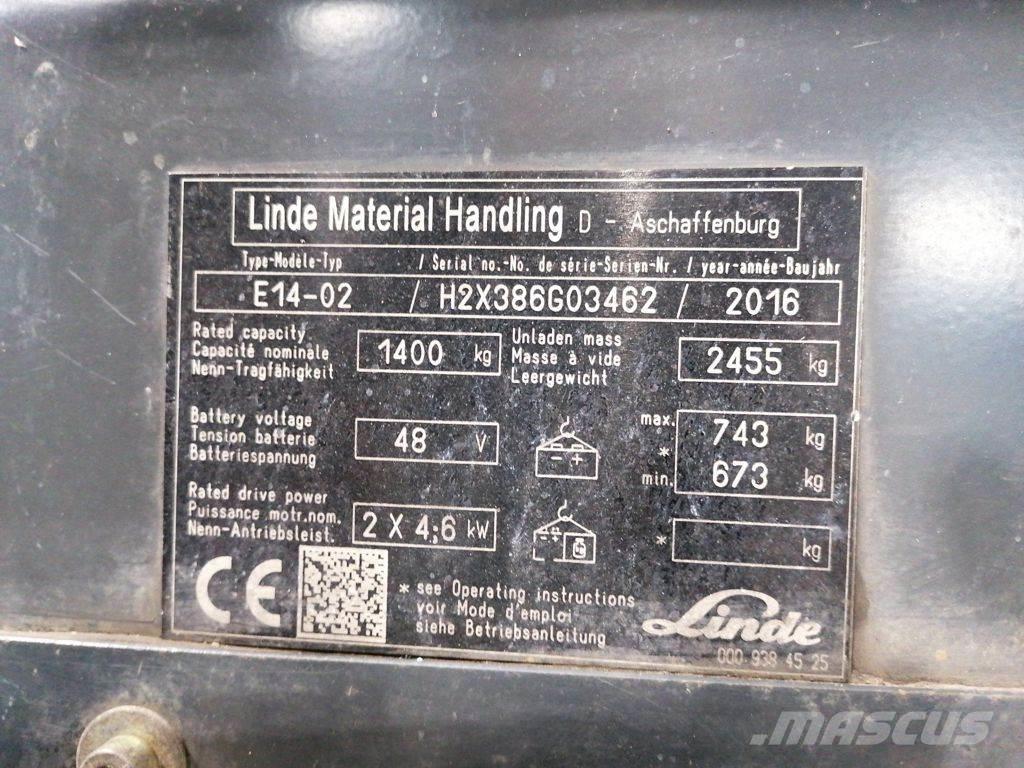 Linde Material Handling D - Aschaffenburg
Type-Modèle-Typ / Serial no.-No. de série-Serien-Nr. / year-année-Baujahr
E14-02 / H2X386G03462 / 2016
Rated capacity
Capacité nominale
Nenn-Tragfähigkeit
1400 kg
Unladen mass
Masse à vide
Leergewicht
2455 kg
Battery voltage
Tension batterie
Batteriespannung
48 V
max. 743 kg
*
min. 673 kg
Rated drive power
Puissance motr.nom.
Nenn-Antriebsleist.
2 X 4;6 kW
* kg
CE
* see Operating instructions
voir Mode d'emploi
siehe Betriebsanleitung
Linde
000 938 45 25
MASCUS